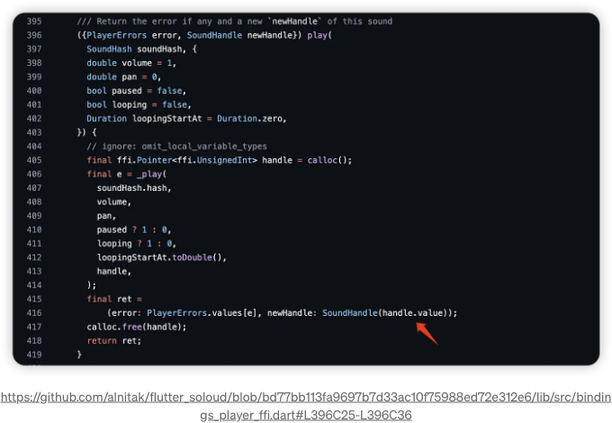 395 /// Return the error if any and a new `newHandle` of this sound
396 ({PlayerErrors error, SoundHandle newHandle}) play(
397 SoundHash soundHash, {
398 double volume = 1,
399 double pan = 0,
400 bool paused = false,
401 bool looping = false,
402 Duration loopingStartAt = Duration.zero,
403 }) {
404 // ignore: omit_local_variable_types
405 final ffi.Pointer<ffi.UnsignedInt> handle = calloc();
406 final e = _play(
407 soundHash.hash,
408 volume,
409 pan,
410 paused ? 1 : 0,
411 looping ? 1 : 0,
412 loopingStartAt.toDouble(),
413 handle,
414 );
415 final ret =
416 (error: PlayerErrors.values[e], newHandle: SoundHandle(handle.value));
417 calloc.free(handle);
418 return ret;
419 }
https://github.com/alnitak/flutter_soloud/blob/bd77bb113fa9697b7d33ac10f75988ed72e312e6/lib/src/bindin
gs_player_ffi.dart#L396C25-L396C36